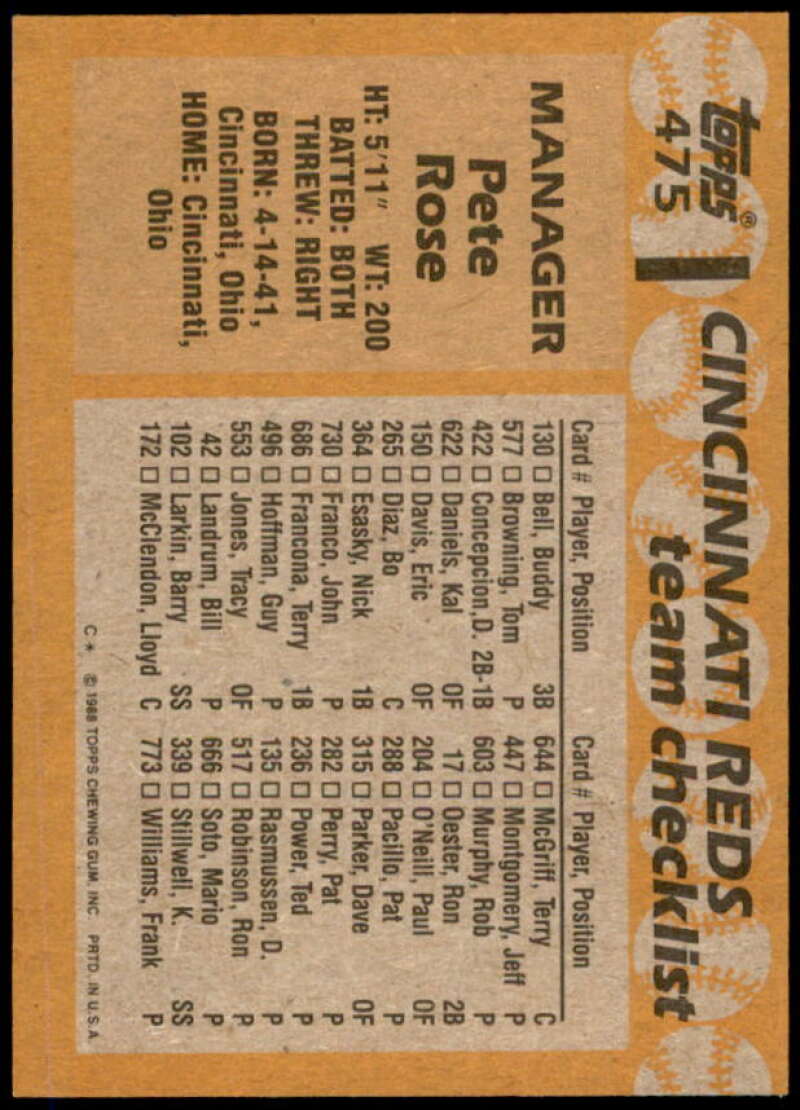 Topps®
475
CINCINNATI REDS
team checklist
MANAGER
Pete
Rose
HT: 5'11" WT: 200
BATTED: BOTH
THREW: RIGHT
BORN: 4-14-41,
Cincinnati, Ohio
HOME: Cincinnati,
Ohio
Card # Player, Position
130 □ Bell, Buddy 3B
577 □ Browning, Tom P
422 □ Concepcion,D. 2B-1B
622 □ Daniels, Kal OF
150 □ Davis, Eric OF
265 □ Diaz, Bo C
364 □ Esasky, Nick 1B
730 □ Franco, John P
686 □ Francona, Terry 1B
496 □ Hoffman, Guy P
553 □ Jones, Tracy OF
42 □ Landrum, Bill P
102 □ Larkin, Barry SS
172 □ McClendon, Lloyd C
Card # Player, Position
644 □ McGriff, Terry C
447 □ Montgomery, Jeff P
603 □ Murphy, Rob P
17 □ Oester, Ron 2B
204 □ O'Neill, Paul OF
288 □ Pacillo, Pat P
315 □ Parker, Dave OF
282 □ Perry, Pat P
236 □ Power, Ted P
135 □ Rasmussen, D. P
517 □ Robinson, Ron P
666 □ Soto, Mario P
339 □ Stillwell, K. SS
773 □ Williams, Frank P
C* © 1988 TOPPS CHEWING GUM, INC. PRTD. IN U.S.A.